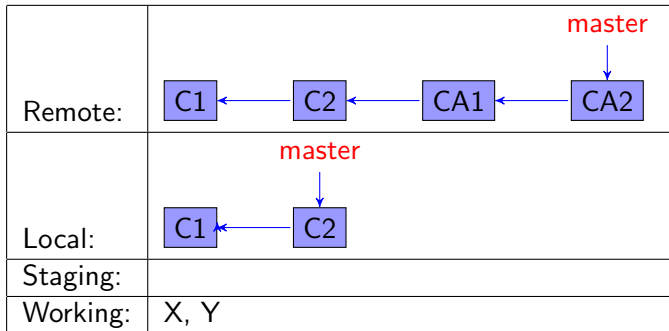 master
Remote: C1 C2 CA1 CA2
master
Local: C1 C2
Staging:
Working: X, Y